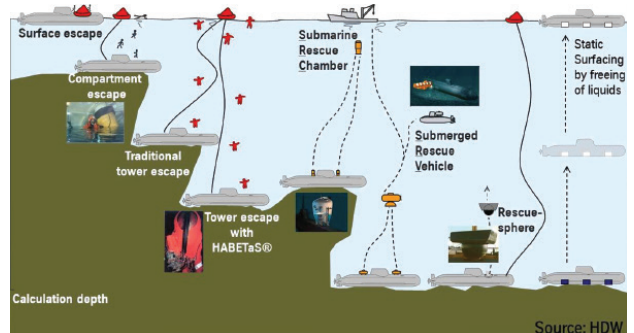 Surface escape
Compartment
escape
Traditional
tower escape
Tower escape
with
HABETaS®
Submarine
Rescue
Chamber
Submerged
Rescue
Vehicle
Rescue-
sphere
Static
Surfacing
by freeing
of liquids
Calculation depth
Source: HDW